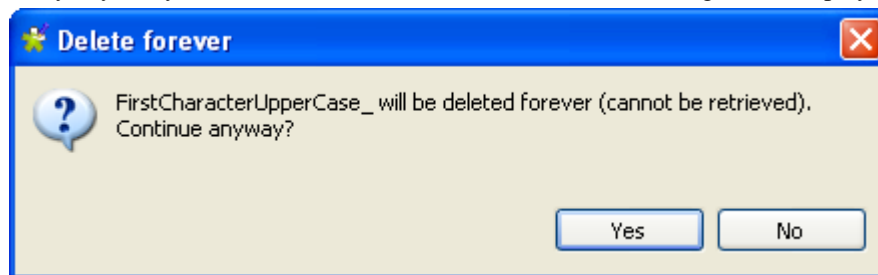 Delete forever
FirstCharacterUpperCase_ will be deleted forever (cannot be retrieved).
Continue anyway?
Yes
No